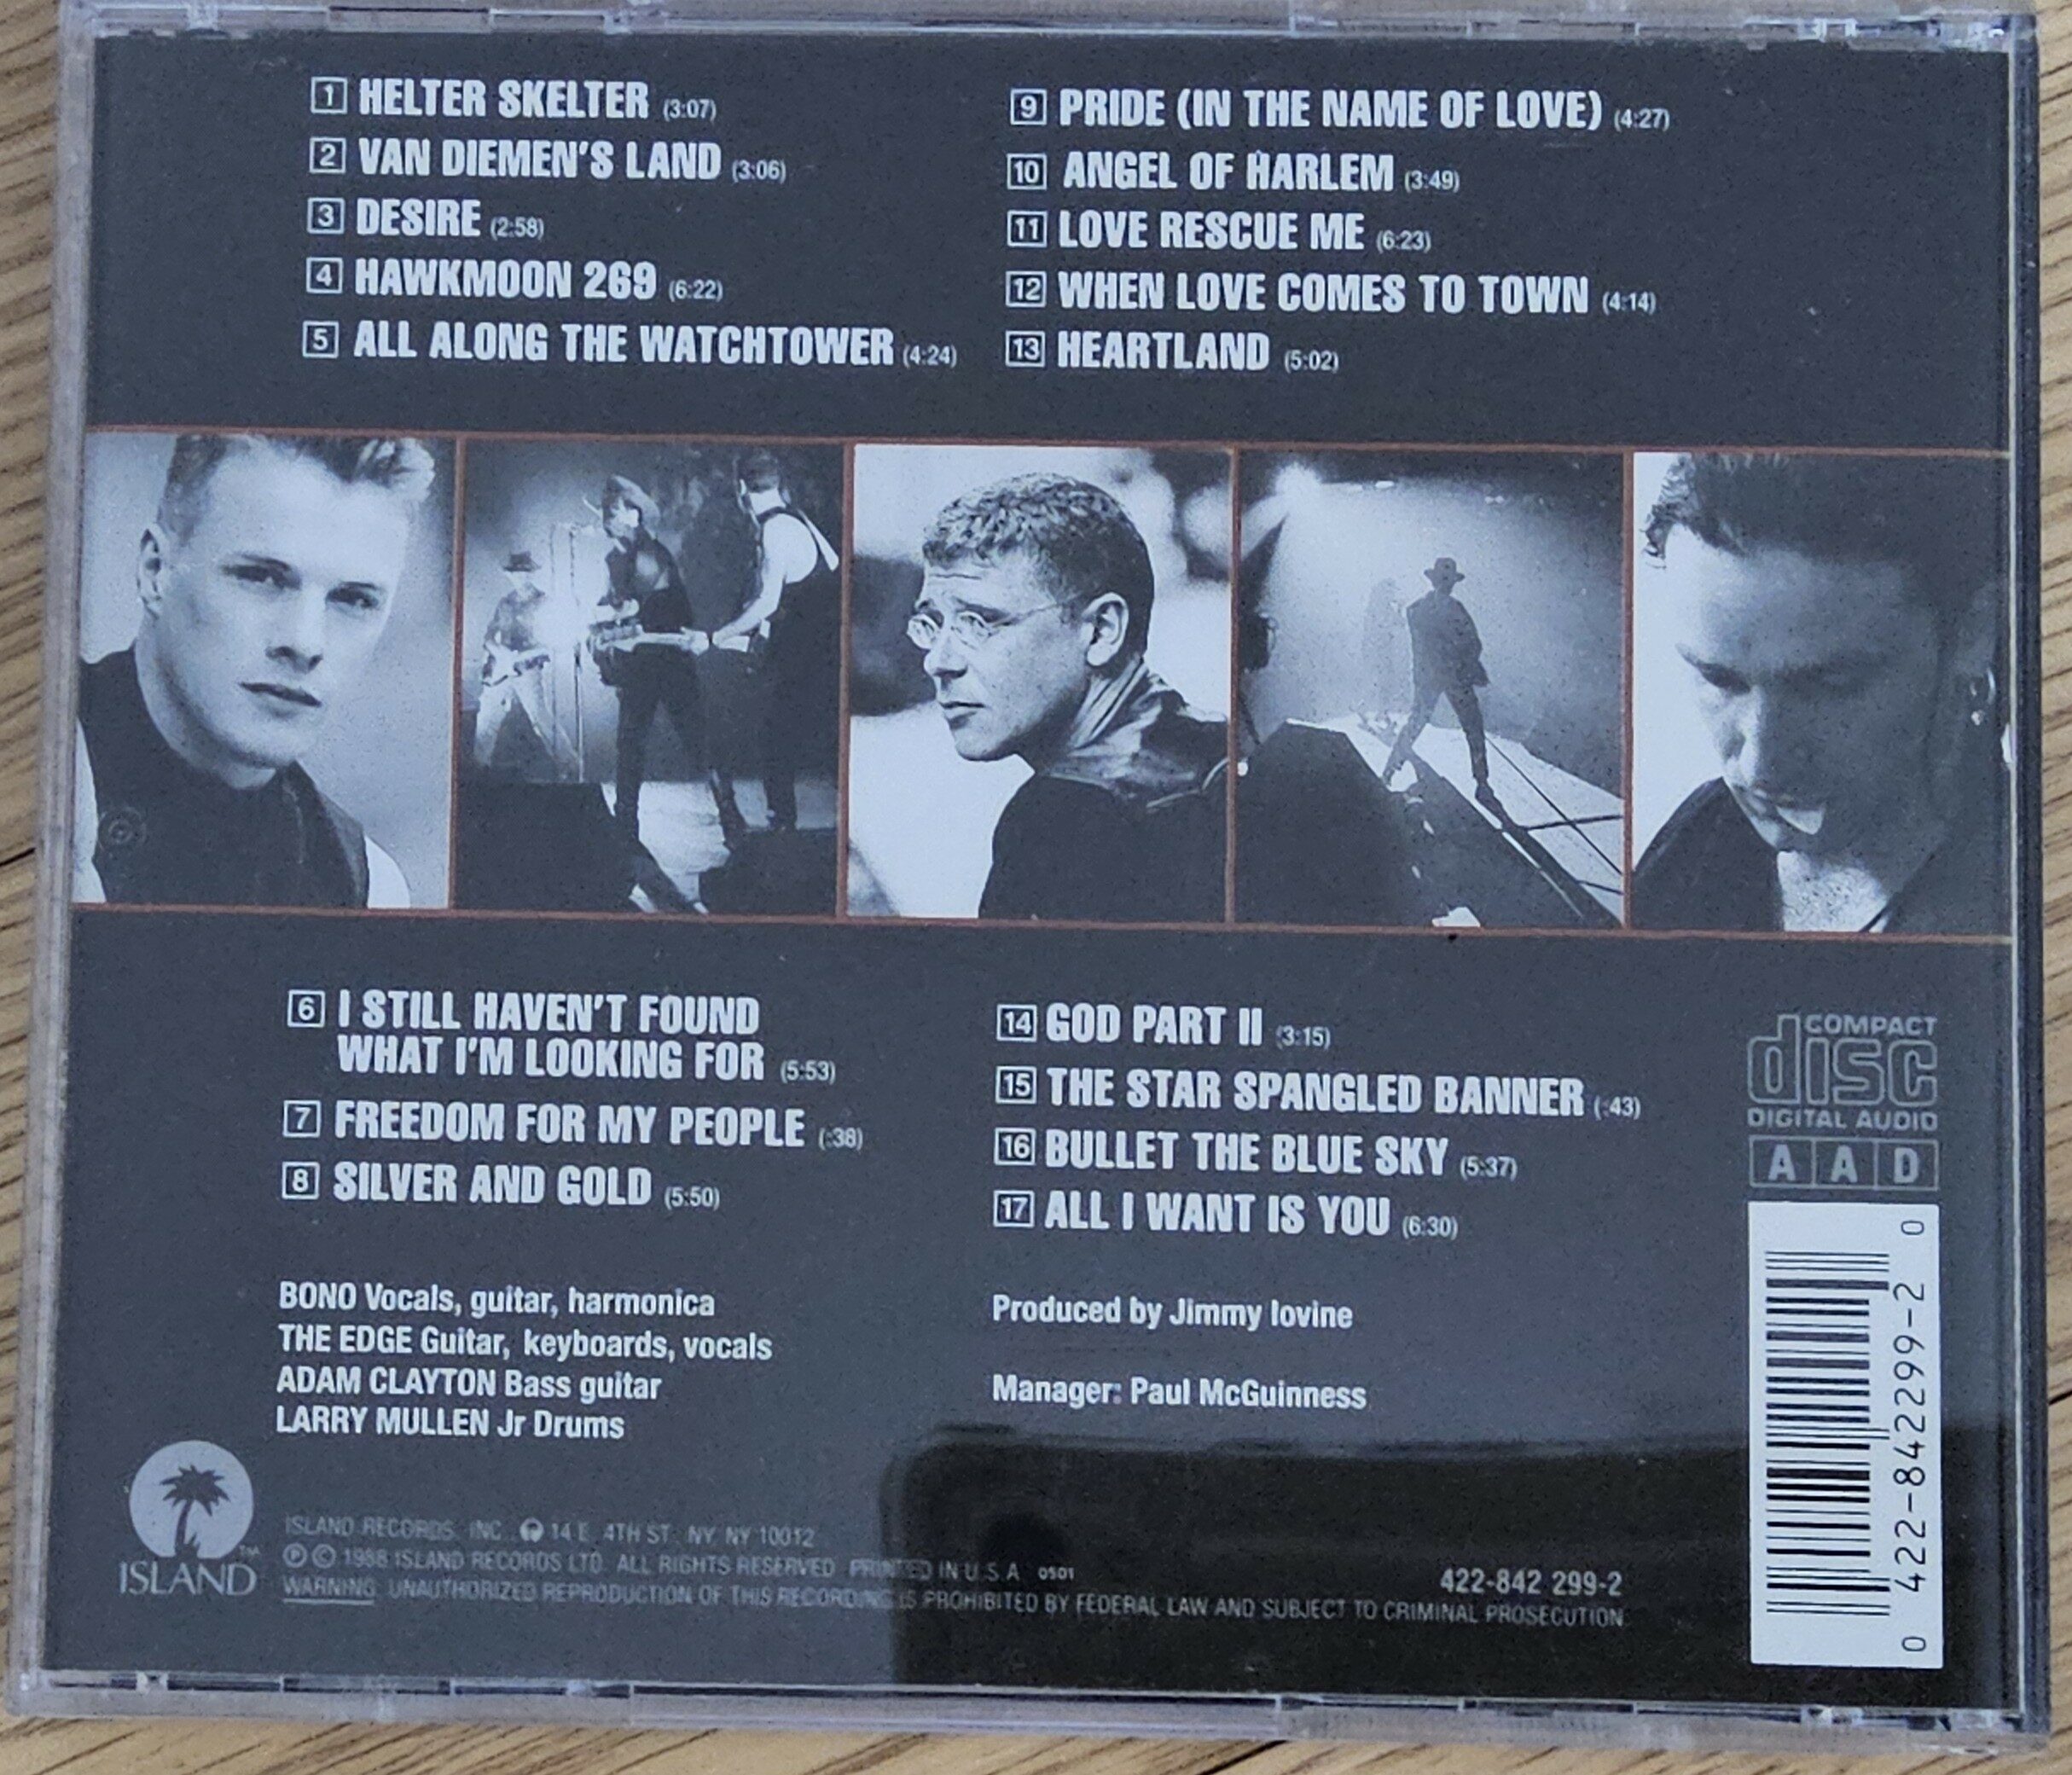 1 HELTER SKELTER (3:07)
2 VAN DIEMEN'S LAND (3:06)
3 DESIRE (2:58)
4 HAWKMOON 269 (6:22)
5 ALL ALONG THE WATCHTOWER (4:24)
9 PRIDE (IN THE NAME OF LOVE) (4:27)
10 ANGEL OF HARLEM (3:49)
11 LOVE RESCUE ME (6:23)
12 WHEN LOVE COMES TO TOWN (4:14)
13 HEARTLAND (5:02)
6 I STILL HAVEN'T FOUND
WHAT I'M LOOKING FOR (5:53)
7 FREEDOM FOR MY PEOPLE (:38)
8 SILVER AND GOLD (5:50)
14 GOD PART II (3:15)
15 THE STAR SPANGLED BANNER (:43)
16 BULLET THE BLUE SKY (5:37)
17 ALL I WANT IS YOU (6:30)
COMPACT
disc
DIGITAL AUDIO
A A D
BONO Vocals, guitar, harmonica
THE EDGE Guitar, keyboards, vocals
ADAM CLAYTON Bass guitar
LARRY MULLEN Jr Drums
Produced by Jimmy Iovine
Manager: Paul McGuinness
ISLAND™
ISLAND RECORDS, INC., 14 E. 4TH ST., NY, NY 10012
℗ © 1988 ISLAND RECORDS LTD. ALL RIGHTS RESERVED. PRINTED IN U.S.A. 0501
WARNING: UNAUTHORIZED REPRODUCTION OF THIS RECORDING IS PROHIBITED BY FEDERAL LAW AND SUBJECT TO CRIMINAL PROSECUTION.
422-842 299-2
0 422-842299-2 0